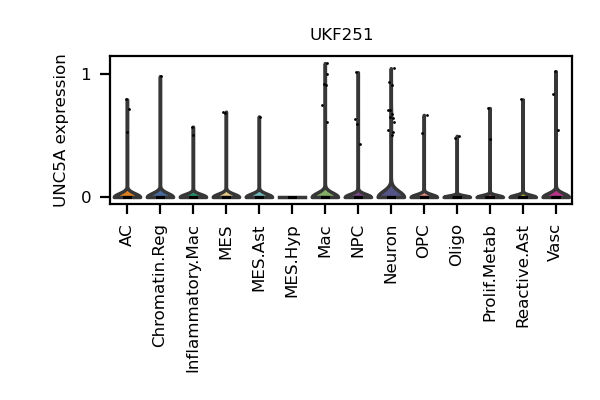 UKF251
UNC5A expression
1
0
AC
Chromatin.Reg
Inflammatory.Mac
MES
MES.Ast
MES.Hyp
Mac
NPC
Neuron
OPC
Oligo
Prolif.Metab
Reactive.Ast
Vasc